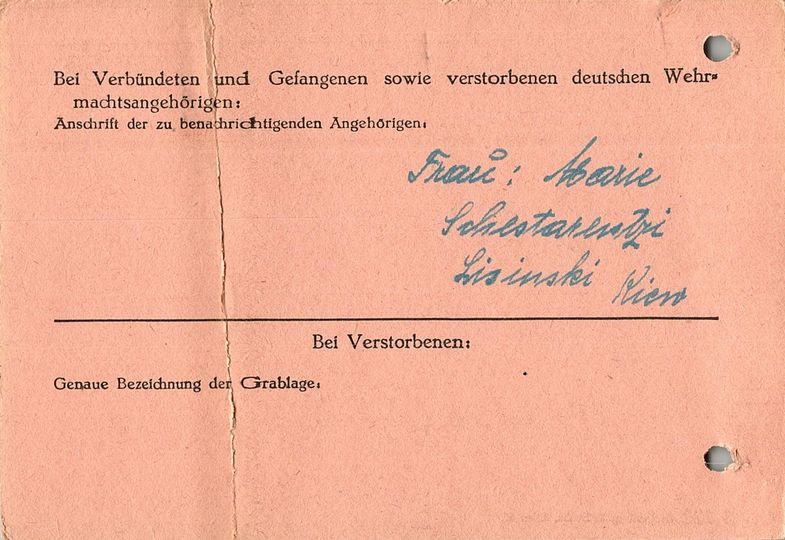 Bei Verbündeten und Gefangenen sowie verstorbenen deutschen Wehr-
machtsangehörigen:
Anschrift der zu benachrichtigenden Angehörigen:
Frau: Marie
Schestarentzi
Lisinski Kiew
Bei Verstorbenen:
Genaue Bezeichnung der Grablage: